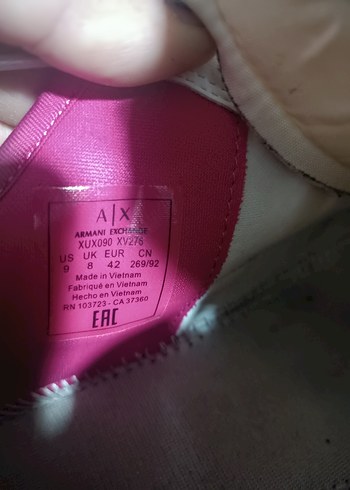 A|X
ARMANI EXCHANGE
XUX090 XV276
US UK EUR CN
9 8 42 269/92
Made in Vietnam
Fabriqué en Vietnam
Hecho en Vietnam
RN 103723 - CA 37360
EAC